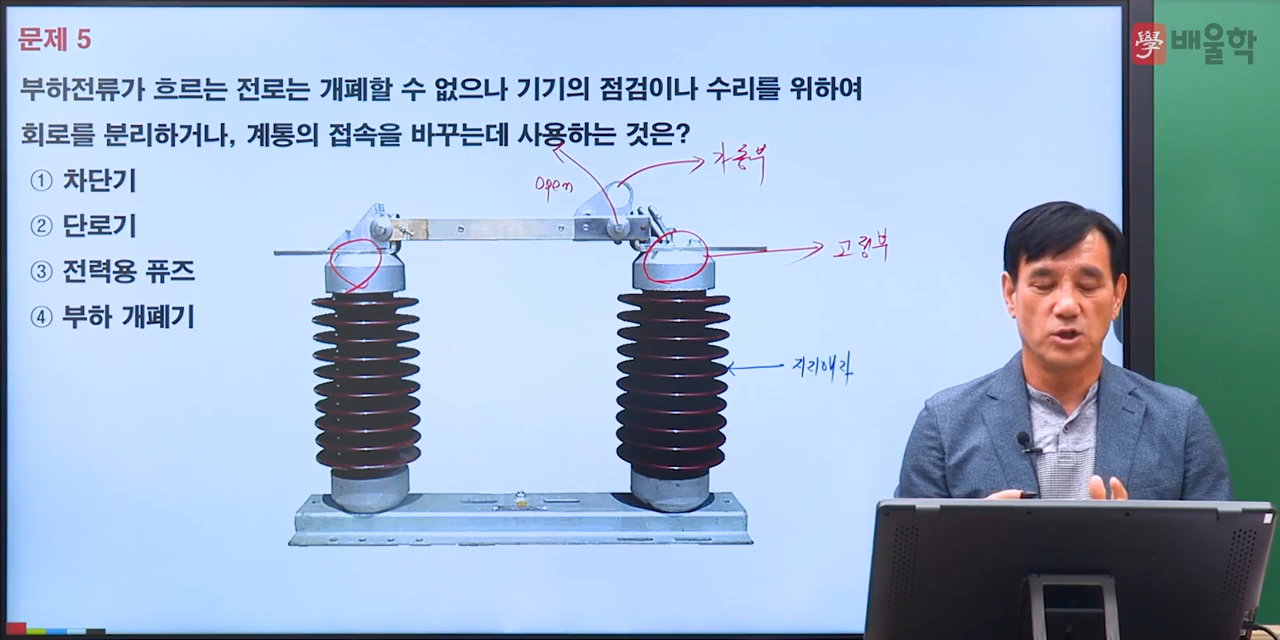 문제 5
學 배울학
부하전류가 흐르는 전로는 개폐할 수 없으나 기기의 점검이나 수리를 위하여
회로를 분리하거나, 계통의 접속을 바꾸는데 사용하는 것은?
① 차단기
② 단로기
③ 전력용 퓨즈
④ 부하 개폐기
open
가동부
고정부
지지애자